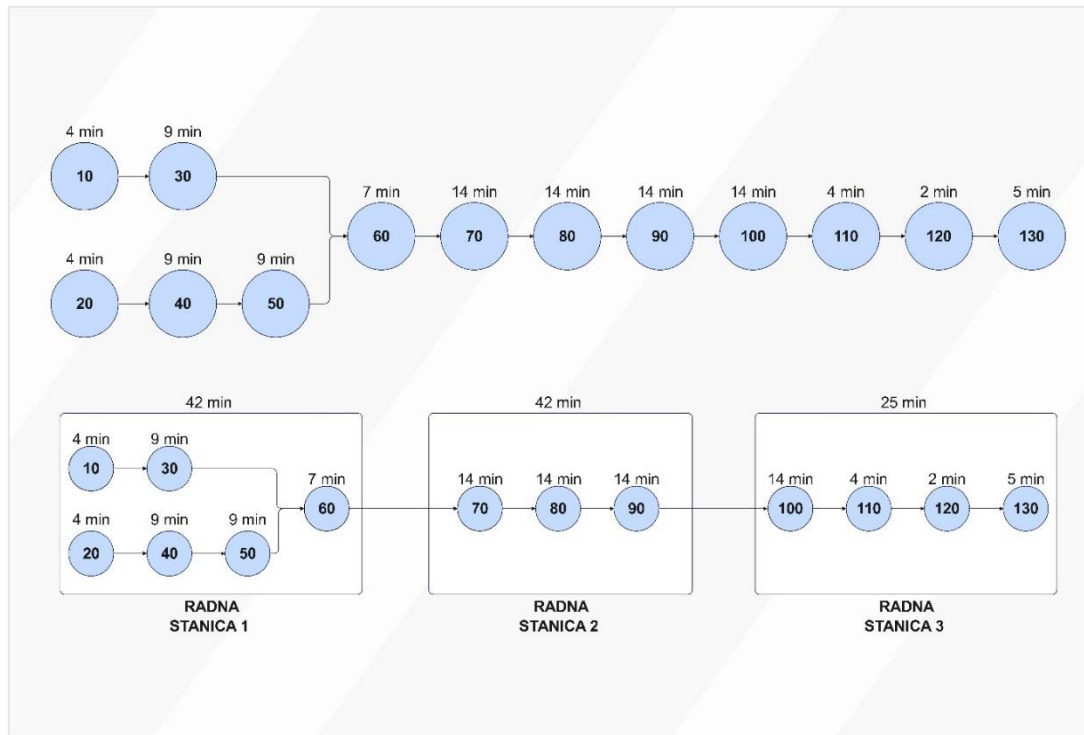 4 min 9 min
10 30
7 min 14 min 14 min 14 min 14 min 4 min 2 min 5 min
60 70 80 90 100 110 120 130
4 min 9 min 9 min
20 40 50
42 min 42 min 25 min
4 min 9 min
10 30
7 min 14 min 14 min 14 min 14 min 4 min 2 min 5 min
60 70 80 90 100 110 120 130
4 min 9 min 9 min
20 40 50
RADNA
STANICA 1
RADNA
STANICA 2
RADNA
STANICA 3